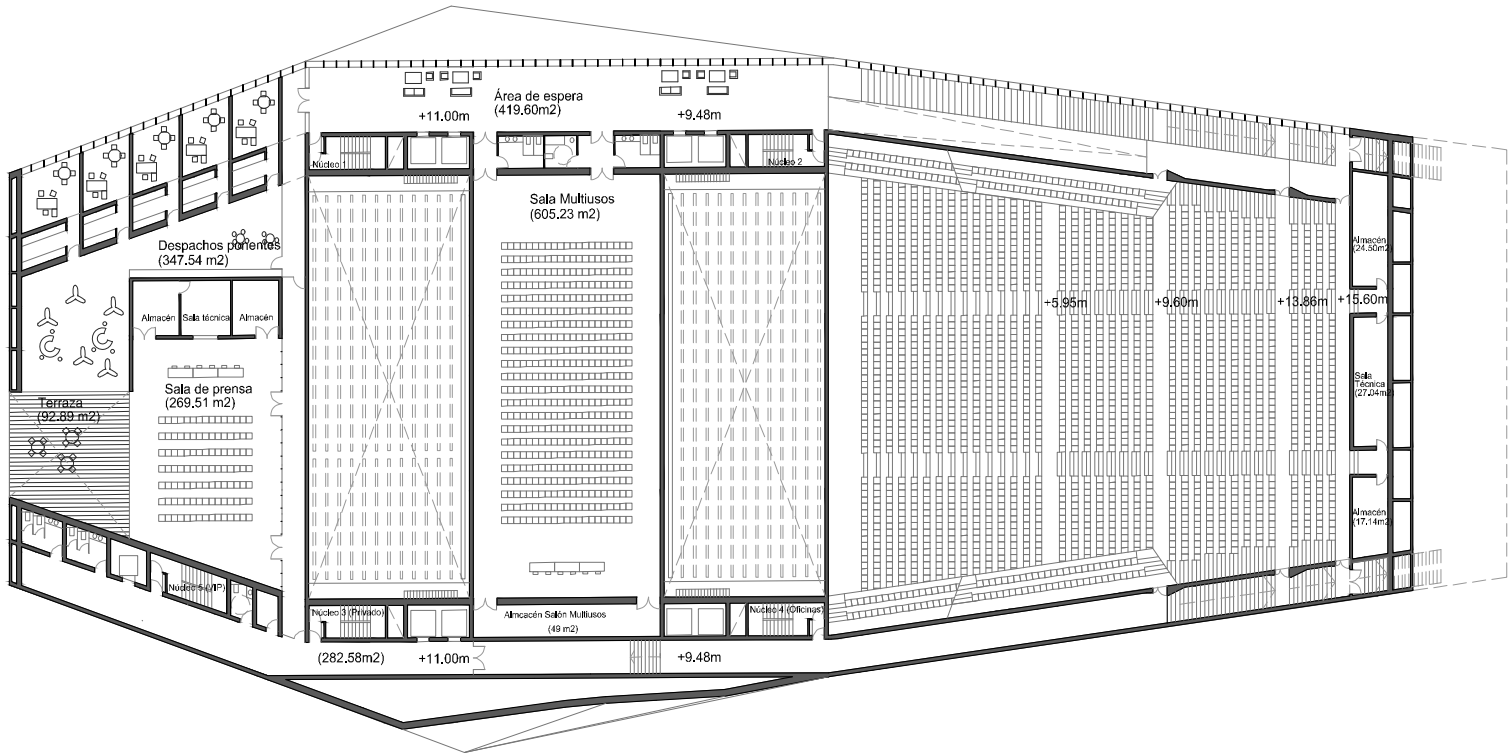 Área de espera
(419.60m2)
+11.00m
+9.48m
Núcleo 1
Núcleo 2
Sala Multiusos
(605.23 m2)
Despachos ponentes
(347.54 m2)
Almacén
(24.50m2)
+5.95m
+9.60m
+13.86m
+15.60m
Almacén
Sala técnica
Almacén
Sala de prensa
(269.51 m2)
Terraza
(92.89 m2)
Sala
Técnica
(27.04m2)
Almacén
(17.14m2)
Núcleo 5 (VIP)
Núcleo 3 (Privado)
Almcacén Salón Multiusos
(49 m2)
Núcleo 4 (Oficinas)
(282.58m2)
+11.00m
+9.48m